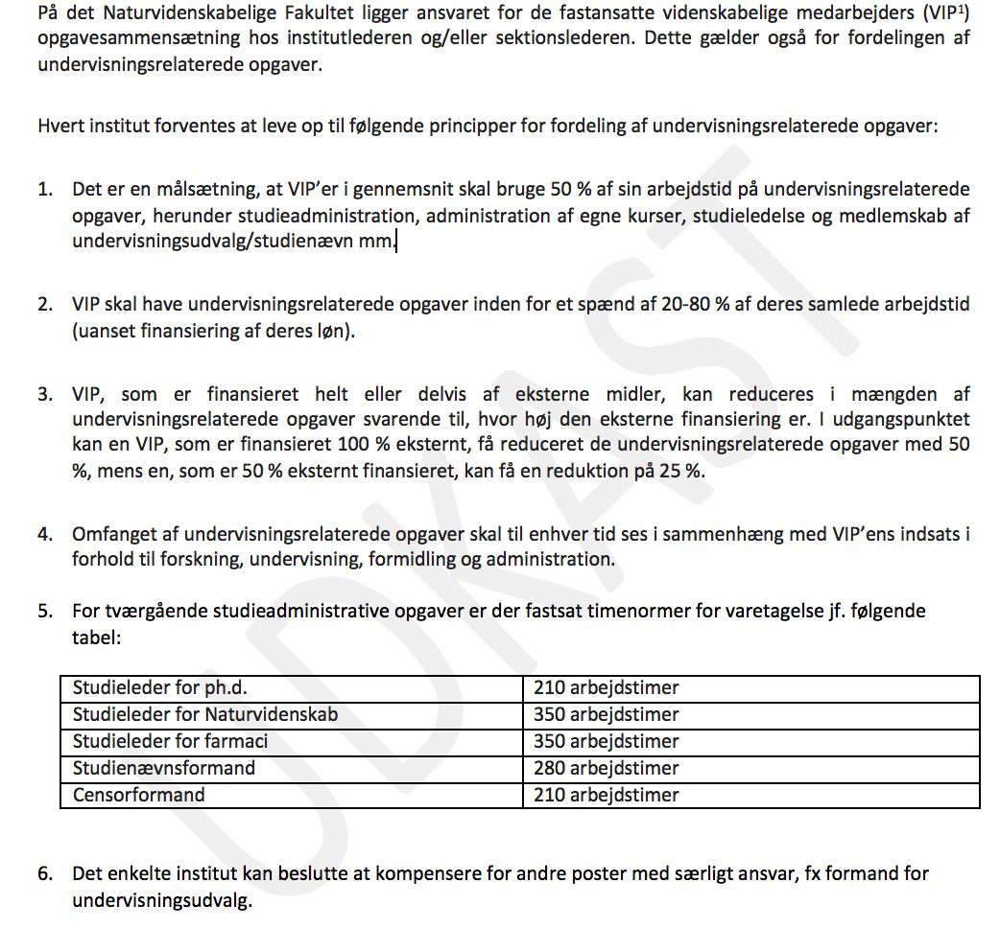 På det Naturvidenskabelige Fakultet ligger ansvaret for de fastansatte videnskabelige medarbejders (VIP¹)
opgavesammensætning hos institutlederen og/eller sektionslederen. Dette gælder også for fordelingen af
undervisningsrelaterede opgaver.
Hvert institut forventes at leve op til følgende principper for fordeling af undervisningsrelaterede opgaver:
1. Det er en målsætning, at VIP’er i gennemsnit skal bruge 50 % af sin arbejdstid på undervisningsrelaterede
opgaver, herunder studieadministration, administration af egne kurser, studieledelse og medlemskab af
undervisningsudvalg/studienævn mm.
2. VIP skal have undervisningsrelaterede opgaver inden for et spænd af 20-80 % af deres samlede arbejdstid
(uanset finansiering af deres løn).
3. VIP, som er finansieret helt eller delvis af eksterne midler, kan reduceres i mængden af
undervisningsrelaterede opgaver svarende til, hvor høj den eksterne finansiering er. I udgangspunktet
kan en VIP, som er finansieret 100 % eksternt, få reduceret de undervisningsrelaterede opgaver med 50
%, mens en, som er 50 % eksternt finansieret, kan få en reduktion på 25 %.
4. Omfanget af undervisningsrelaterede opgaver skal til enhver tid ses i sammenhæng med VIP’ens indsats i
forhold til forskning, undervisning, formidling og administration.
5. For tværgående studieadministrative opgaver er der fastsat timenormer for varetagelse jf. følgende
tabel:
Studieleder for ph.d. 210 arbejdstimer
Studieleder for Naturvidenskab 350 arbejdstimer
Studieleder for farmaci 350 arbejdstimer
Studienævnsformand 280 arbejdstimer
Censorformand 210 arbejdstimer
6. Det enkelte institut kan beslutte at kompensere for andre poster med særligt ansvar, fx formand for
undervisningsudvalg.
UDKAST